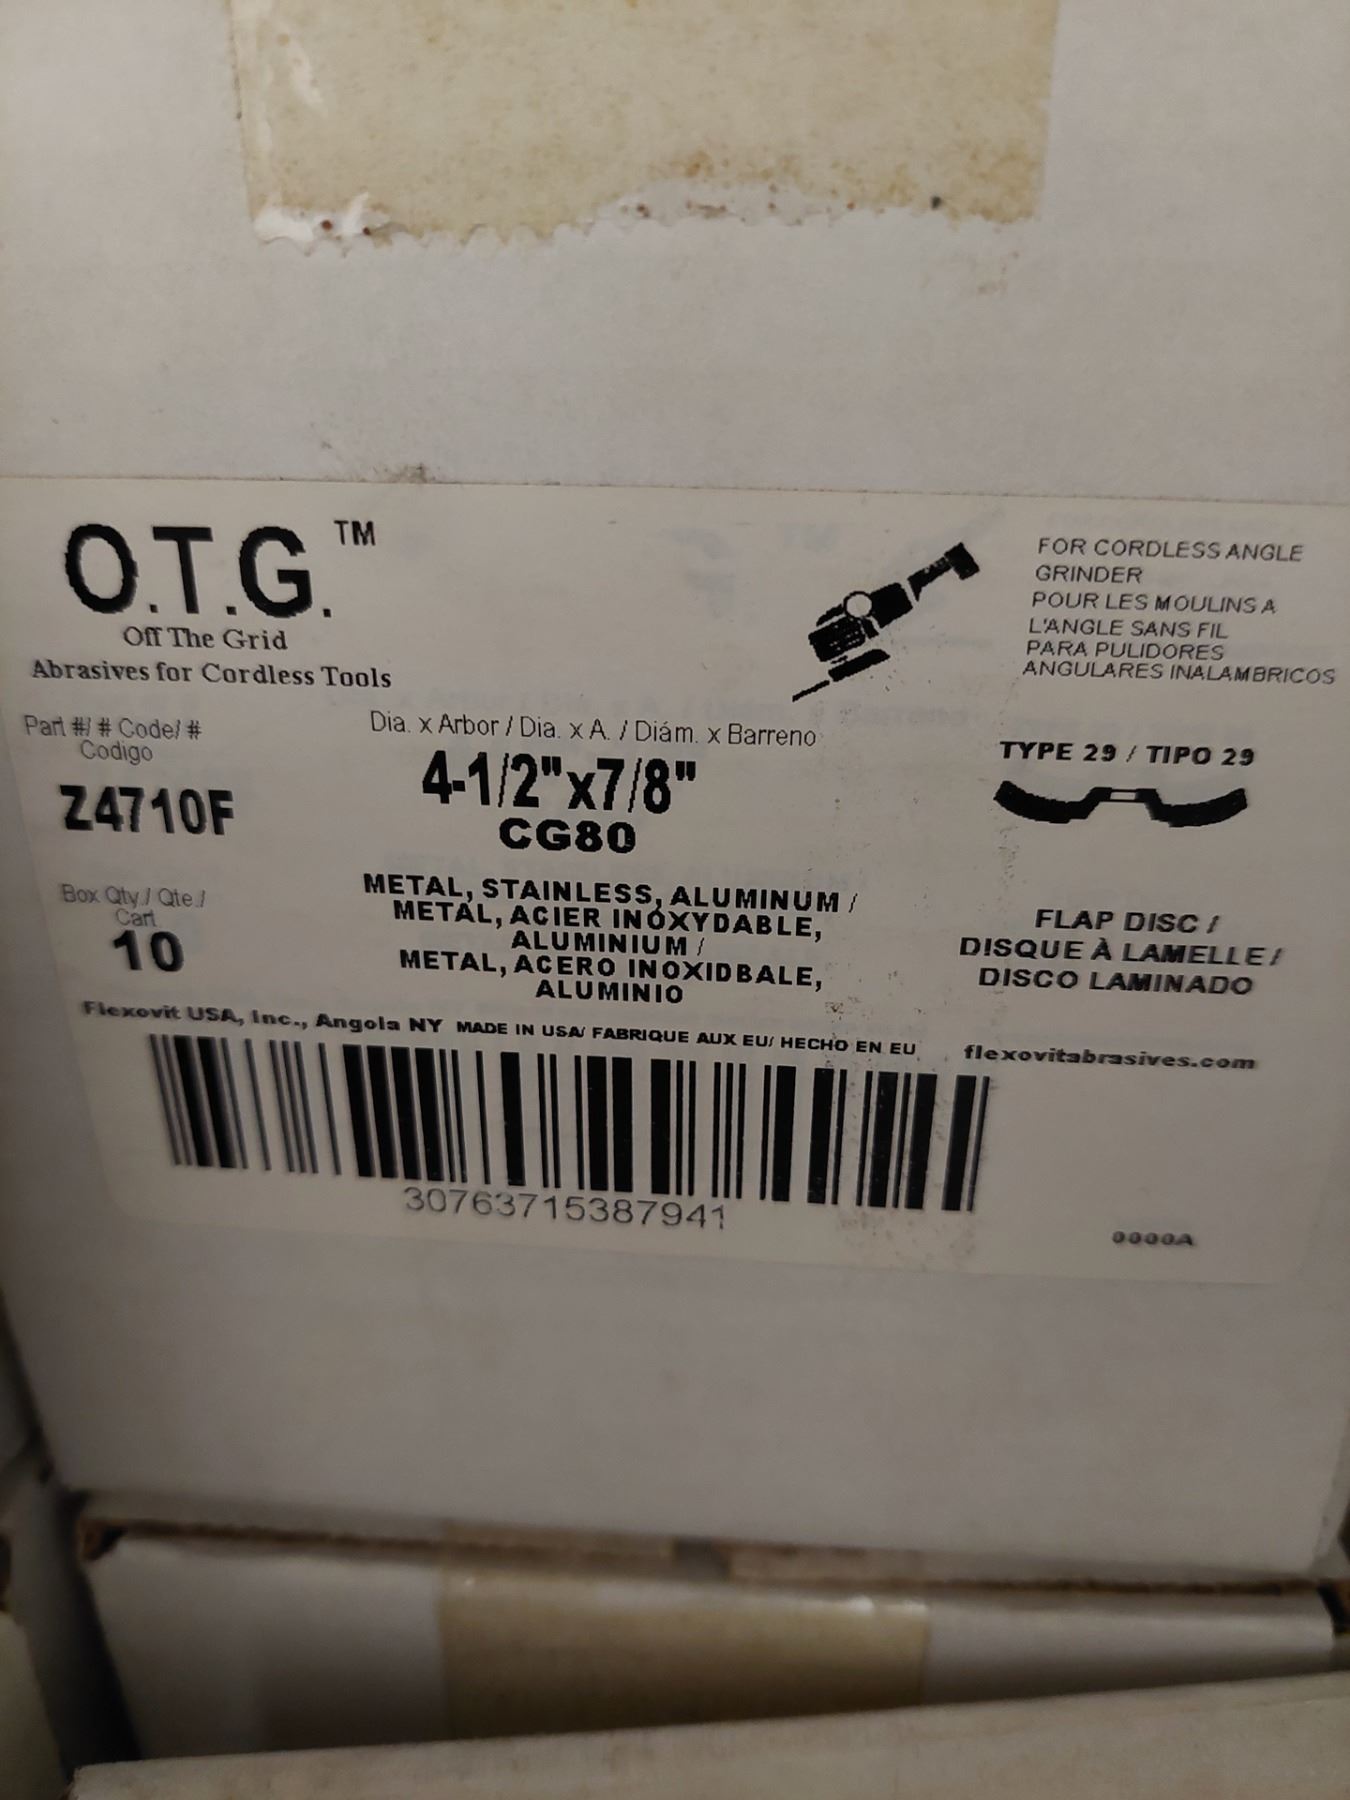 O.T.G.™
Off The Grid
Abrasives for Cordless Tools
FOR CORDLESS ANGLE
GRINDER
POUR LES MOULINS A
L'ANGLE SANS FIL
PARA PULIDORES
ANGULARES INALAMBRICOS
Part #/ # Code/ #
Codigo
Z4710F
Dia. x Arbor / Dia. x A. / Diám. x Barreno
4-1/2"x7/8"
CG80
TYPE 29 / TIPO 29
Box Qty./ Qte./
Cart
10
METAL, STAINLESS, ALUMINUM /
METAL, ACIER INÓXYDABLE,
ALUMINIUM /
METAL, ACERO INOXIDBALE,
ALUMINIO
FLAP DISC /
DISQUE À LAMELLE/
DISCO LAMINADO
Flexovit USA, Inc., Angola NY MADE IN USA/ FABRIQUE AUX EU/ HECHO EN EU
flexovitabrasives.com
30763715387941
0000A